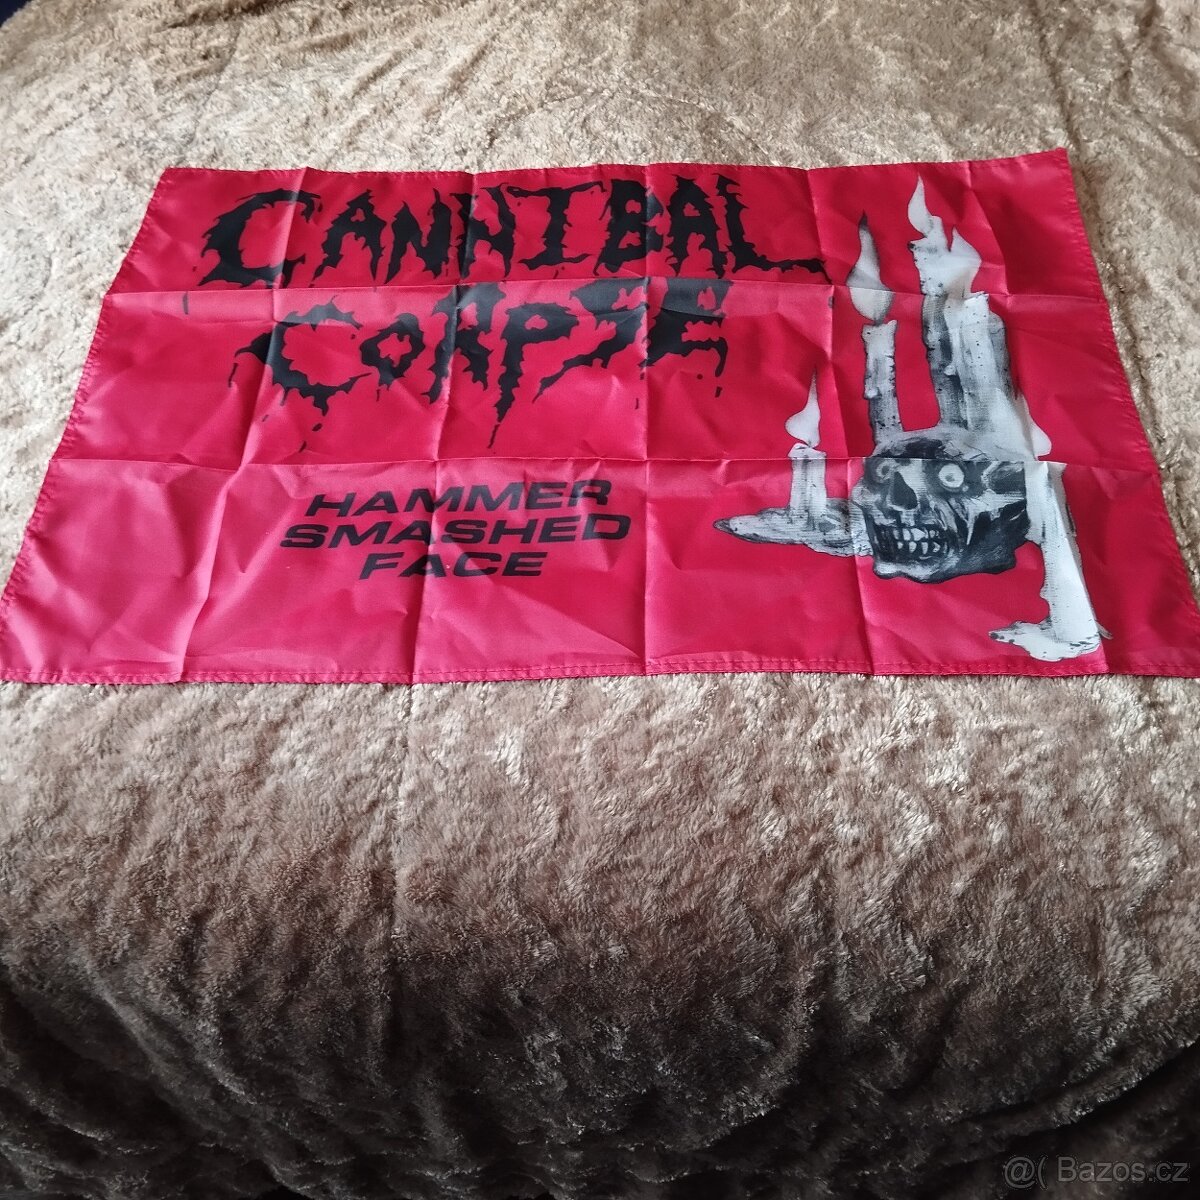 CANNIBAL
CORPSE
HAMMER
SMASHED
FACE
@( Bazos.cz